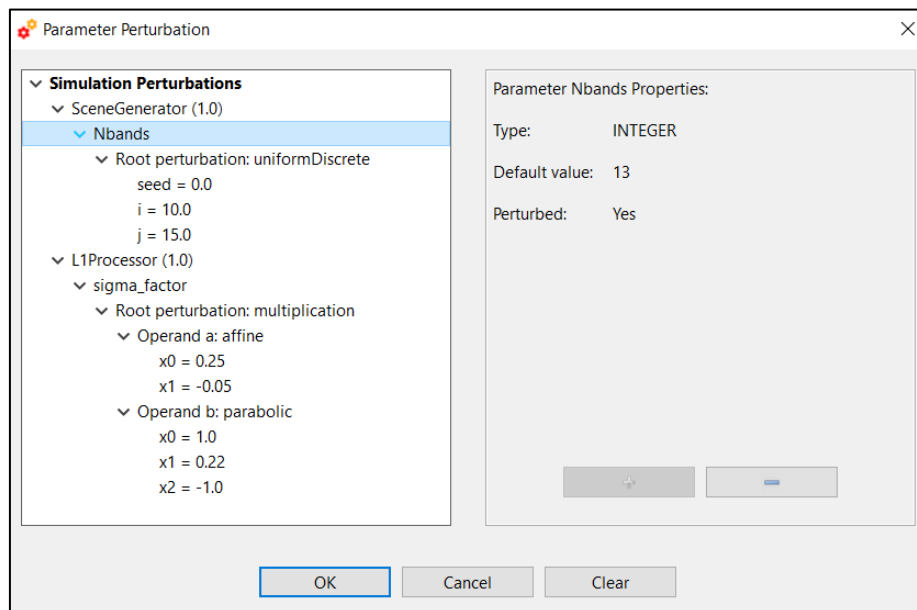 Parameter Perturbation
Simulation Perturbations
SceneGenerator (1.0)
Nbands
Root perturbation: uniformDiscrete
seed = 0.0
i = 10.0
j = 15.0
L1Processor (1.0)
sigma_factor
Root perturbation: multiplication
Operand a: affine
x0 = 0.25
x1 = -0.05
Operand b: parabolic
x0 = 1.0
x1 = 0.22
x2 = -1.0
Parameter Nbands Properties:
Type: INTEGER
Default value: 13
Perturbed: Yes
OK Cancel Clear